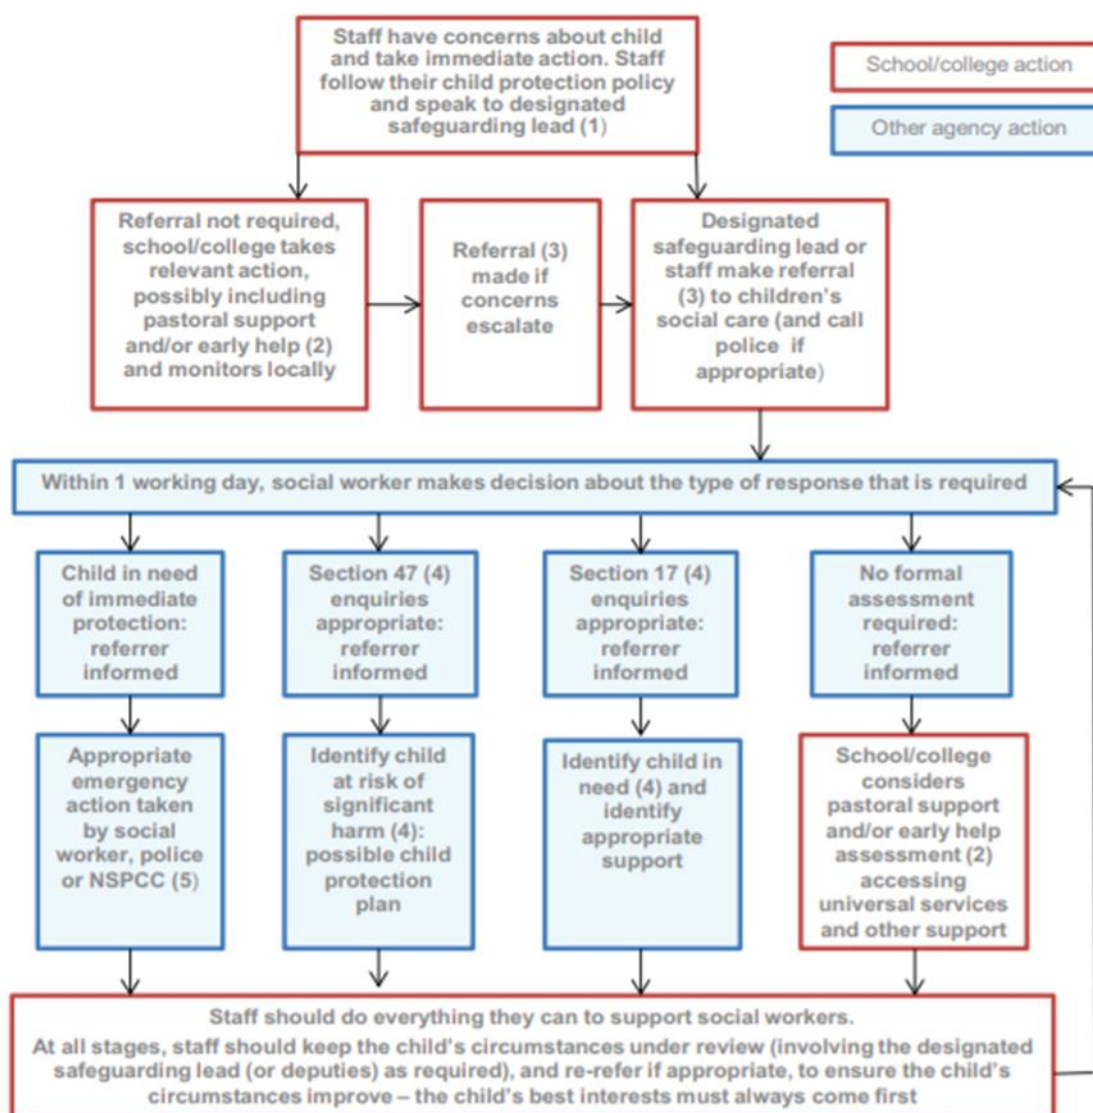 Staff have concerns about child
and take immediate action. Staff
follow their child protection policy
and speak to designated
safeguarding lead (1)
School/college action
Other agency action
Referral not required,
school/college takes
relevant action,
possibly including
pastoral support
and/or early help (2)
and monitors locally
Referral (3)
made if
concerns
escalate
Designated
safeguarding lead or
staff make referral
(3) to children's
social care (and call
police if
appropriate)
Within 1 working day, social worker makes decision about the type of response that is required
Child in need
of immediate
protection:
referrer
informed
Section 47 (4)
enquiries
appropriate:
referrer
informed
Section 17 (4)
enquiries
appropriate:
referrer
informed
No formal
assessment
required:
referrer
informed
Appropriate
emergency
action taken
by social
worker, police
or NSPCC (5)
Identify child
at risk of
significant
harm (4):
possible child
protection
plan
Identify child in
need (4) and
identify
appropriate
support
School/college
considers
pastoral support
and/or early help
assessment (2)
accessing
universal services
and other support
Staff should do everything they can to support social workers.
At all stages, staff should keep the child's circumstances under review (involving the designated
safeguarding lead (or deputies) as required), and re-refer if appropriate, to ensure the child's
circumstances improve – the child's best interests must always come first